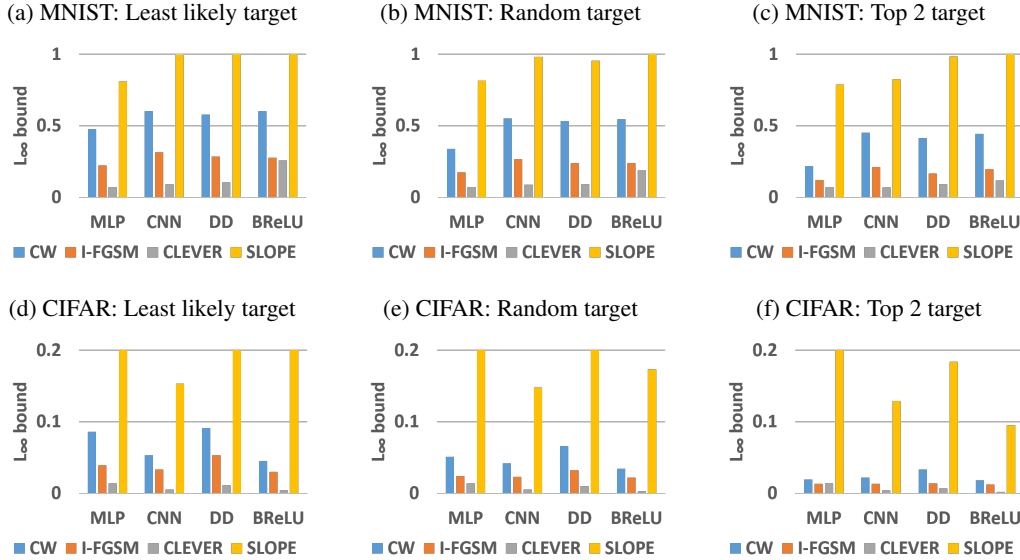 (a) MNIST: Least likely target
(b) MNIST: Random target
(c) MNIST: Top 2 target
1
0.5
0
L∞ bound
MLP CNN DD BReLU
CW I-FGSM CLEVER SLOPE
1
0.5
0
L∞ bound
MLP CNN DD BReLU
CW I-FGSM CLEVER SLOPE
1
0.5
0
L∞ bound
MLP CNN DD BReLU
CW I-FGSM CLEVER SLOPE
(d) CIFAR: Least likely target
(e) CIFAR: Random target
(f) CIFAR: Top 2 target
0.2
0.1
0
L∞ bound
MLP CNN DD BReLU
CW I-FGSM CLEVER SLOPE
0.2
0.1
0
L∞ bound
MLP CNN DD BReLU
CW I-FGSM CLEVER SLOPE
0.2
0.1
0
L∞ bound
MLP CNN DD BReLU
CW I-FGSM CLEVER SLOPE